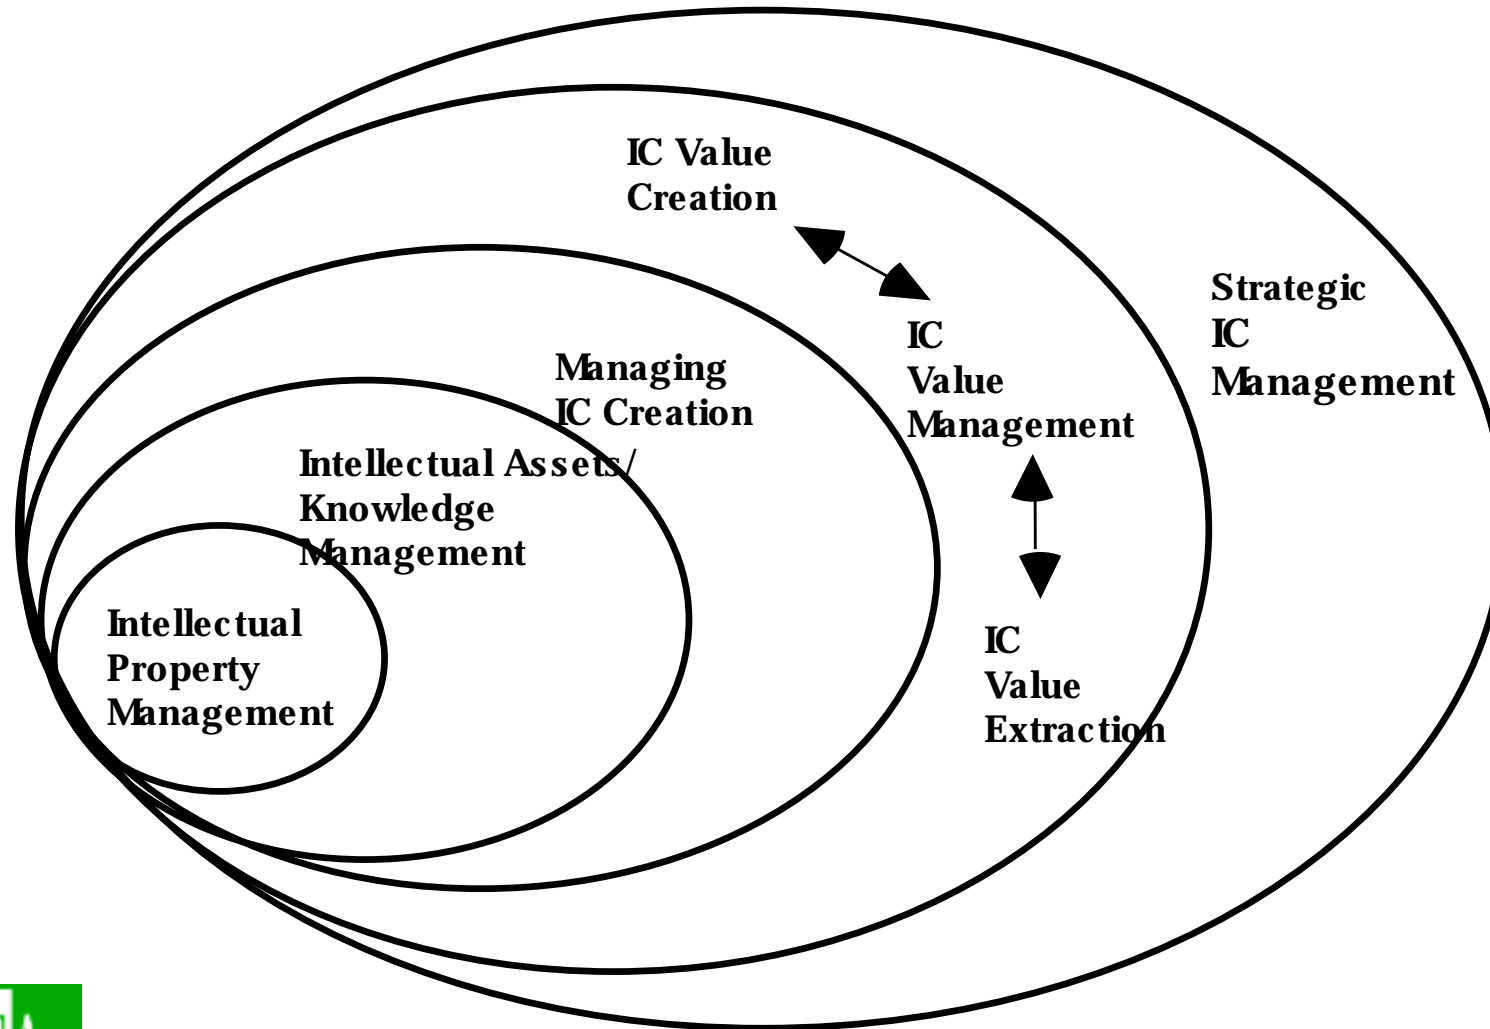 IC Value
Creation
Strategic
IC
Management
IC
Value
Management
Managing
IC Creation
Intellectual Assets/
Knowledge
Management
Intellectual
Property
Management
IC
Value
Extraction